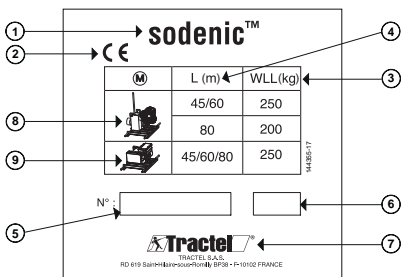 1
sodenic™
4
2
CE
M
L (m)
WLL(kg)
3
8
45/60
250
80
200
9
45/60/80
250
144355-17
N° :
5
6
Tractel®
7
TRACTEL S.A.S.
RD 619 Saint-Hilaire-sous-Romilly BP38 - F-10102 FRANCE